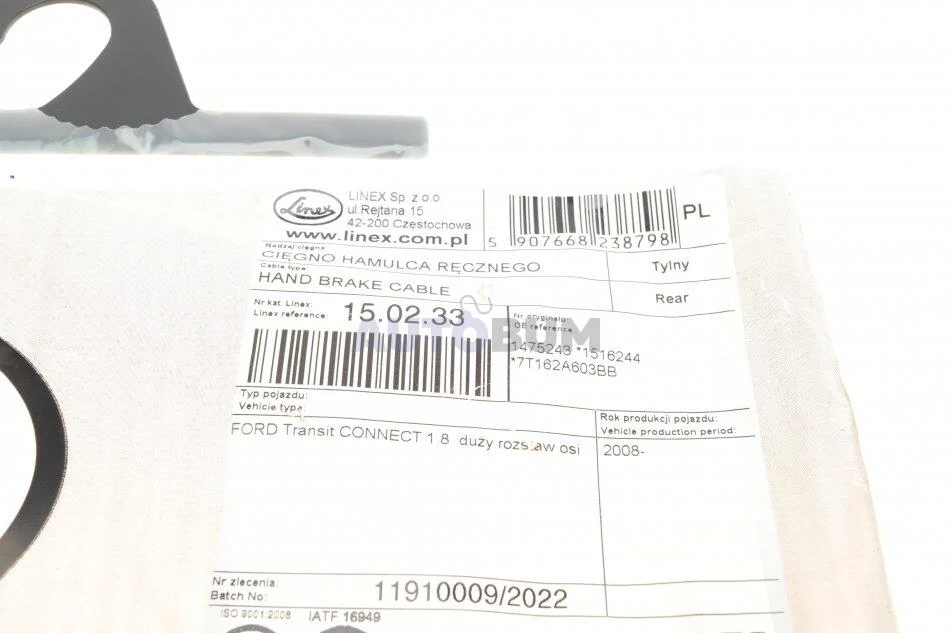 Linex
LINEX Sp. z o.o
ul.Rejtana 15
42-200 Częstochowa
www.linex.com.pl
5 907668 238798
PL
Rodzaj cięgna:
CIĘGNO HAMULCA RĘCZNEGO
Tylny
Cable type:
HAND BRAKE CABLE
Rear
Nr kat. Linex:
Linex reference:
15.02.33
Nr oryginału
OE reference
1475243 *1516244
*7T162A603BB
AUTOBUM
Typ pojazdu:
Vehicle type:
Rok produkcji pojazdu:
Vehicle production period:
FORD Transit CONNECT 1.8 duży rozstaw osi
2008-
Nr zlecenia:
Batch No:
11910009/2022
ISO 9001:2008 IATF 16949